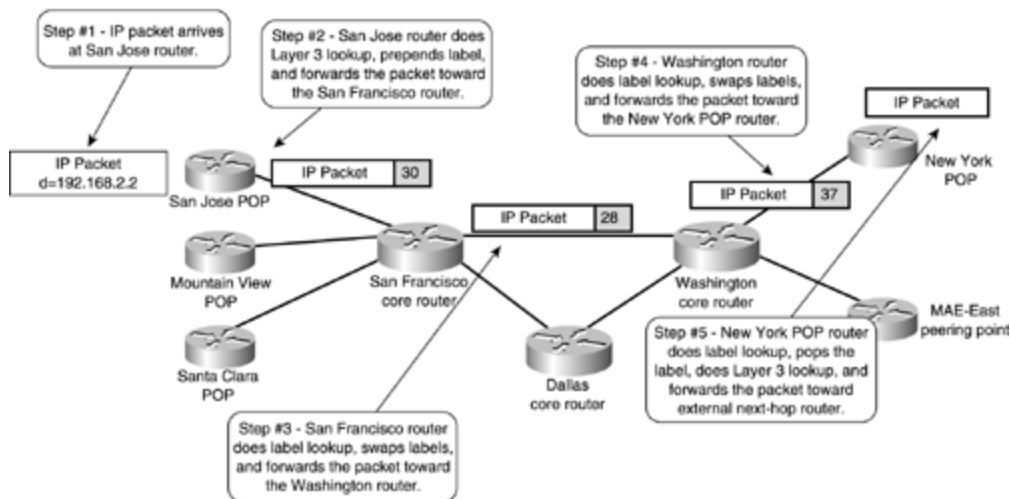 Step #1 - IP packet arrives
at San Jose router.
Step #2 - San Jose router does
Layer 3 lookup, prepends label,
and forwards the packet toward
the San Francisco router.
Step #4 - Washington router
does label lookup, swaps labels,
and forwards the packet toward
the New York POP router.
IP Packet
IP Packet
d=192.168.2.2
IP Packet 30
San Jose POP
New York
POP
IP Packet 37
IP Packet 28
Mountain View
POP
San Francisco
core router
Washington
core router
MAE-East
peering point
Santa Clara
POP
Dallas
core router
Step #5 - New York POP router
does label lookup, pops the
label, does Layer 3 lookup, and
forwards the packet toward
external next-hop router.
Step #3 - San Francisco router
does label lookup, swaps labels,
and forwards the packet toward
the Washington router.